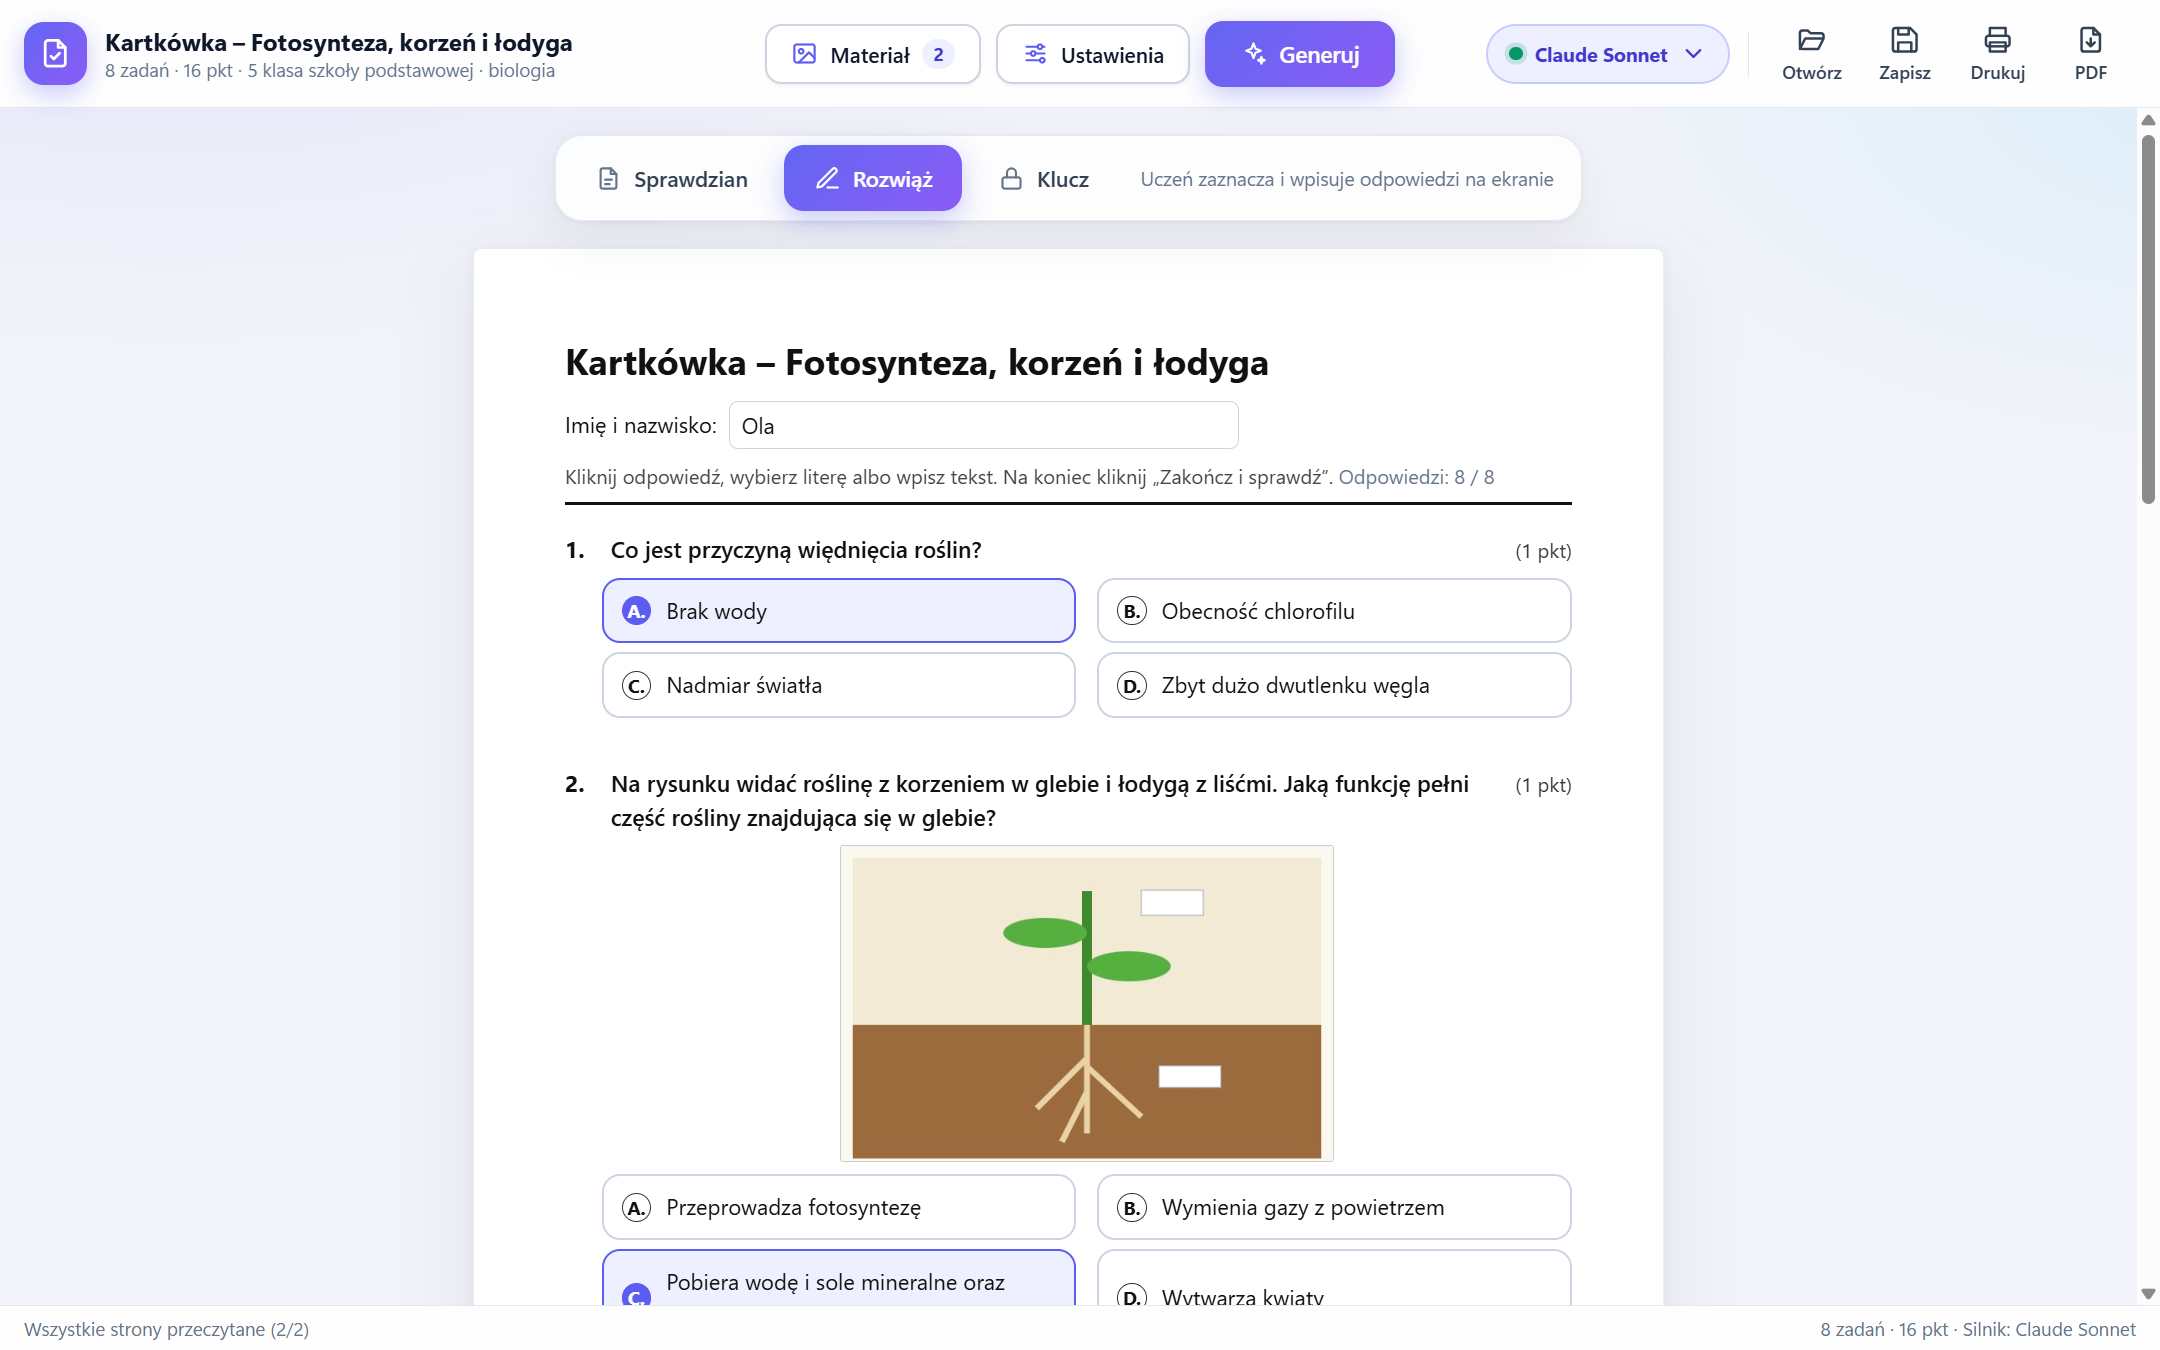 Kartkówka – Fotosynteza, korzeń i łodyga
8 zadań · 16 pkt · 5 klasa szkoły podstawowej · biologia
Materiał 2
Ustawienia
Generuj
Claude Sonnet
Otwórz
Zapisz
Drukuj
PDF
Sprawdzian
Rozwiąż
Klucz
Uczeń zaznacza i wpisuje odpowiedzi na ekranie
Kartkówka – Fotosynteza, korzeń i łodyga
Imię i nazwisko: Ola
Kliknij odpowiedź, wybierz literę albo wpisz tekst. Na koniec kliknij „Zakończ i sprawdź”. Odpowiedzi: 8 / 8
1. Co jest przyczyną więdnięcia roślin? (1 pkt)
A. Brak wody
B. Obecność chlorofilu
C. Nadmiar światła
D. Zbyt dużo dwutlenku węgla
2. Na rysunku widać roślinę z korzeniem w glebie i łodygą z liśćmi. Jaką funkcję pełni (1 pkt)
część rośliny znajdująca się w glebie?
A. Przeprowadza fotosyntezę
B. Wymienia gazy z powietrzem
C. Pobiera wodę i sole mineralne oraz
D. Wytwarza kwiaty
Wszystkie strony przeczytane (2/2)
8 zadań · 16 pkt · Silnik: Claude Sonnet